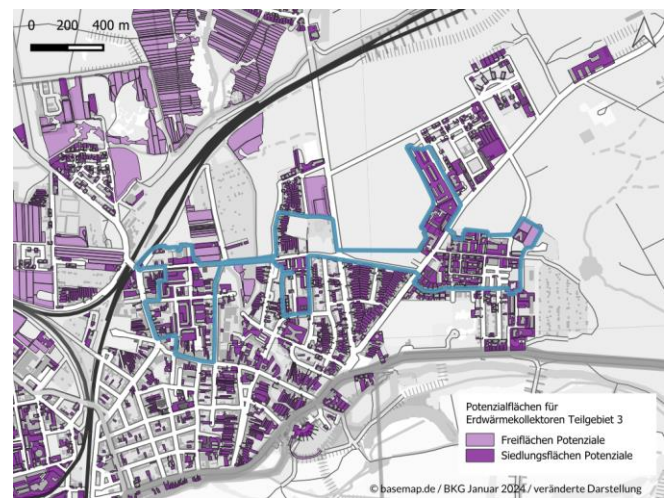 0 200 400 m
Potenzialflächen für
Erdwärmekollektoren Teilgebiet 3
Freiflächen Potenziale
Siedlungsflächen Potenziale
© basemap.de / BKG Januar 2024 / veränderte Darstellung